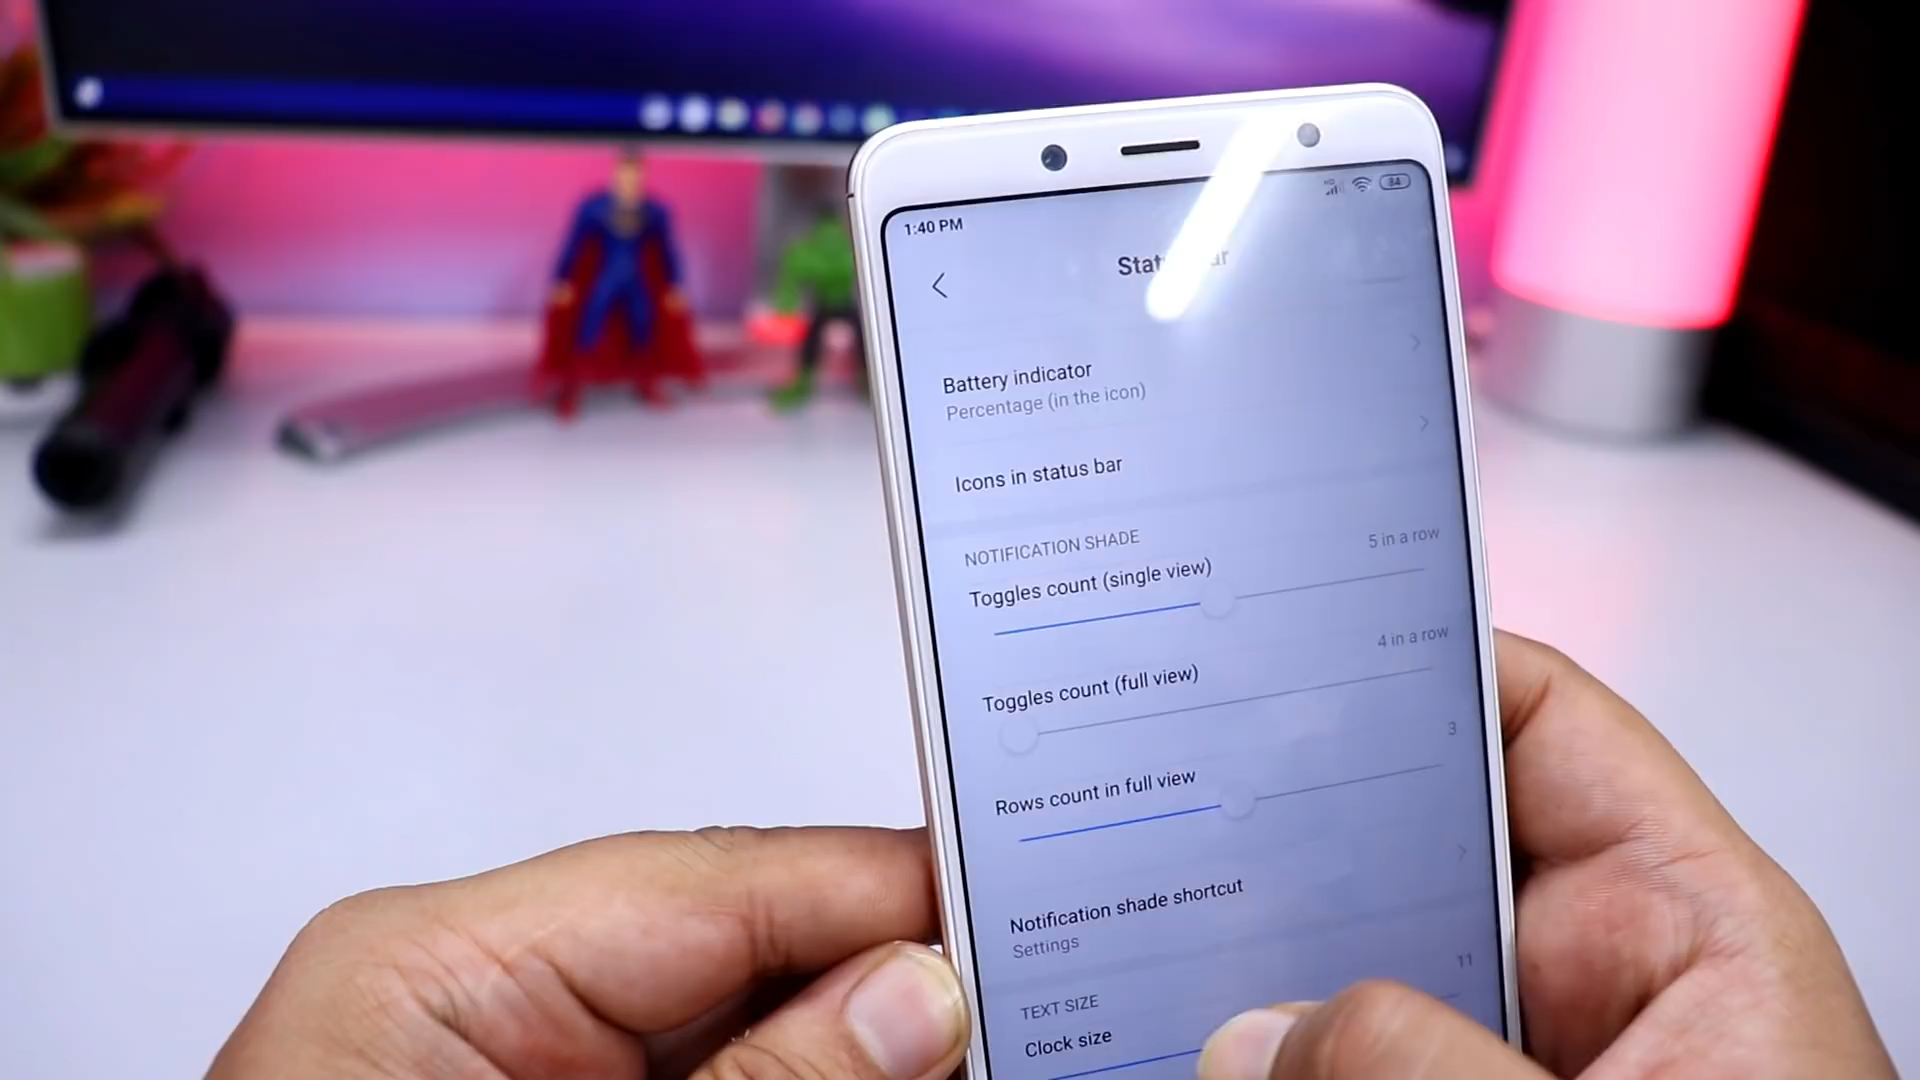 1:40 PM
84
Battery indicator
Percentage (in the icon)
Icons in status bar
NOTIFICATION SHADE
Toggles count (single view)
5 in a row
Toggles count (full view)
4 in a row
Rows count in full view
3
Notification shade shortcut
Settings
TEXT SIZE
Clock size
11